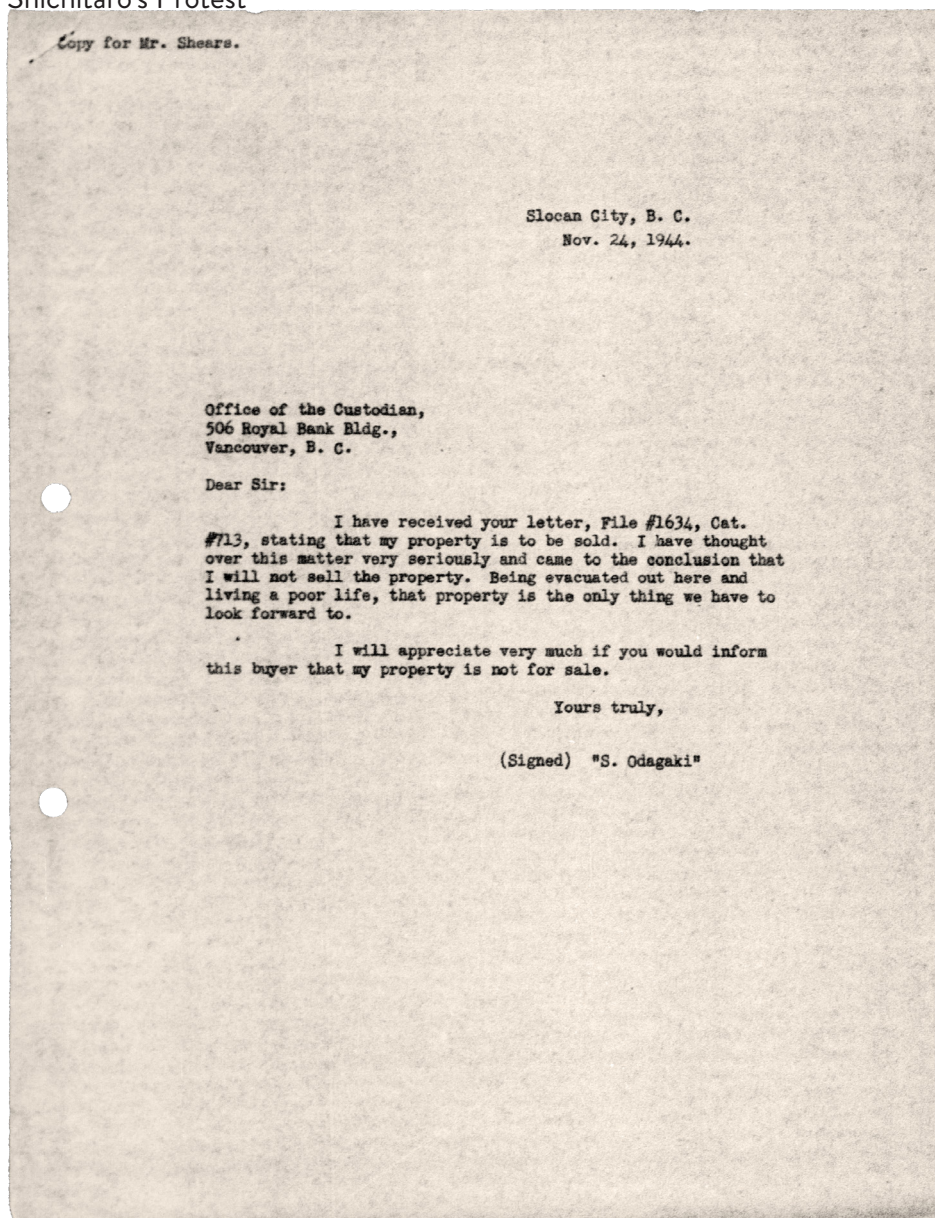 Shichitaro's Protest
Copy for Mr. Shears.
Slocan City, B. C.
Nov. 24, 1944.
Office of the Custodian,
506 Royal Bank Bldg.,
Vancouver, B. C.
Dear Sir:
I have received your letter, File #1634, Cat.
#713, stating that my property is to be sold. I have thought
over this matter very seriously and came to the conclusion that
I will not sell the property. Being evacuated out here and
living a poor life, that property is the only thing we have to
look forward to.
I will appreciate very much if you would inform
this buyer that my property is not for sale.
Yours truly,
(Signed) "S. Odagaki"